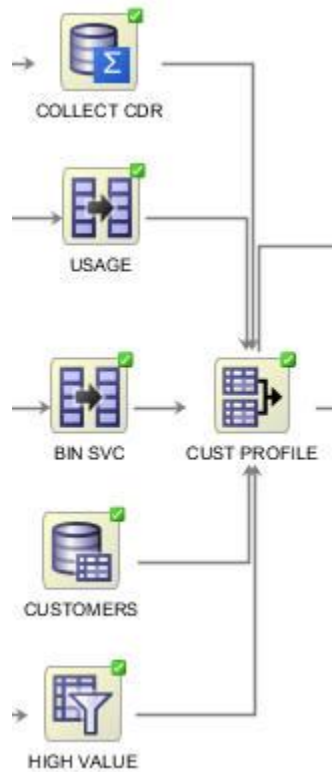 COLLECT CDR
USAGE
BIN SVC
CUST PROFILE
CUSTOMERS
HIGH VALUE